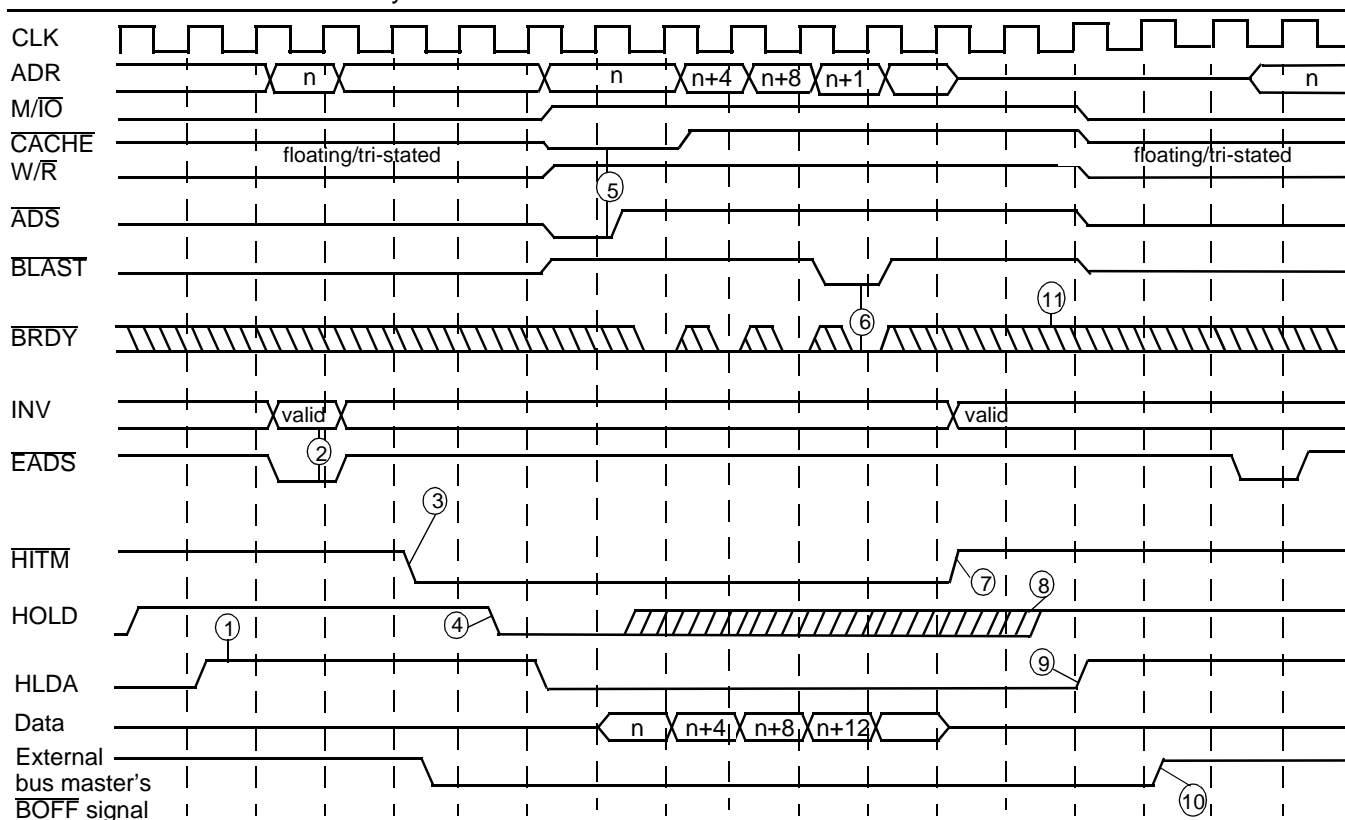 CLK
ADR n n n+4 n+8 n+1 n
M/IO
CACHE
floating/tri-stated floating/tri-stated
W/R
5
ADS
BLAST
11
6
BRDY
INV valid valid
2
EADS
3
HITM
7 8
HOLD
1 4
9
HLDA
Data n n+4 n+8 n+12
External
bus master's
BOFF signal
10